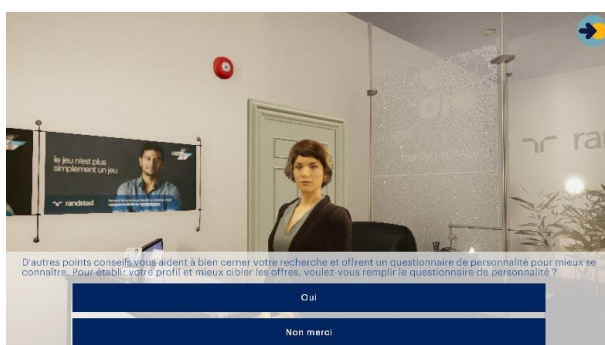 le jeu n'est plus
simplement un jeu
randstad
ra
D'autres points conseils vous aident à bien cerner votre recherche et offrent un questionnaire de personnalité pour mieux se
connaître. Pour établir votre profil et mieux cibler les offres, voulez-vous remplir le questionnaire de personnalité ?
Oui
Non merci